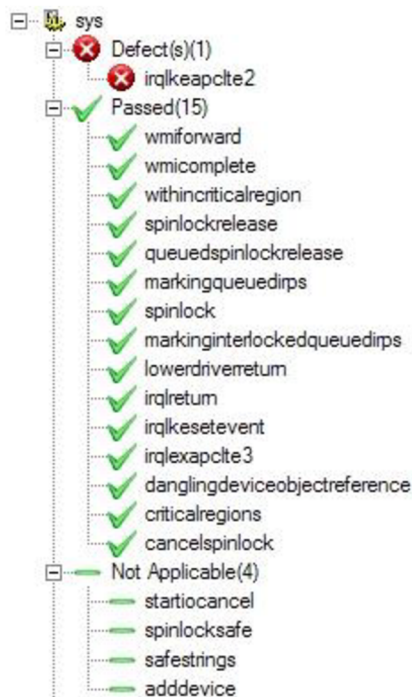 sys
Defect(s)(1)
irqlkeapclte2
Passed(15)
wmiforward
wmicomplete
withincriticalregion
spinlockrelease
queuedspinlockrelease
markingqueuedirps
spinlock
markinginterlockedqueuedirps
lowerdriverreturn
irqlreturn
irqlkesetevent
irqlexapclte3
danglingdeviceobjectreference
criticalregions
cancelspinlock
Not Applicable(4)
startiocancel
spinlocksafe
safestrings
adddevice